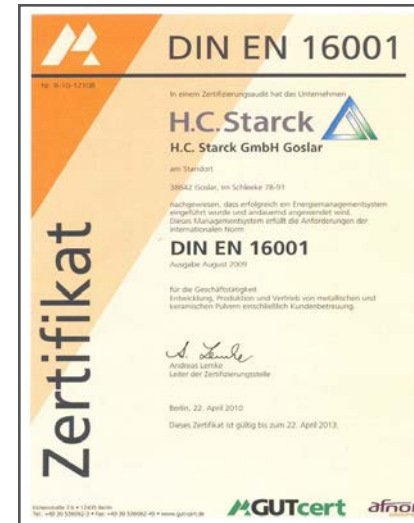 DIN EN 16001
In einem Zertifizierungsaudit hat das Unternehmen
H.C. Starck
H.C. Starck GmbH Goslar
am Standort
38642 Goslar, Im Schleeke 78-91
nachgewiesen, dass erfolgreich ein Energiemanagementsystem
eingeführt wurde und andauernd angewendet wird.
Dieses Managementsystem erfüllt die Anforderungen der
internationalen Norm
DIN EN 16001
Ausgabe August 2009
für die Geschäftstätigkeit
Entwicklung, Produktion und Vertrieb von metallischen und
keramischen Pulvern einschließlich Kundenbetreuung.
Zertifikat
A. Lemke
Andreas Lemke
Leiter der Zertifizierungsstelle
Berlin, 22. April 2010
Dieses Zertifikat ist gültig bis zum 22. April 2013.
GUTcert
afnor